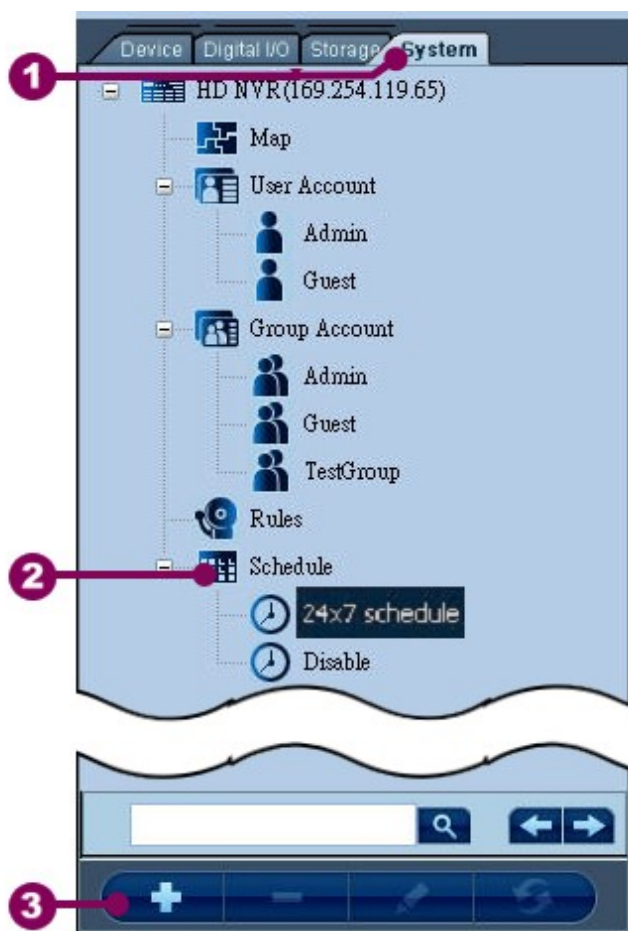 Device Digital I/O Storage System
1
HD NVR(169.254.119.65)
Map
User Account
Admin
Guest
Group Account
Admin
Guest
TestGroup
Rules
2 Schedule
24x7 schedule
Disable
3